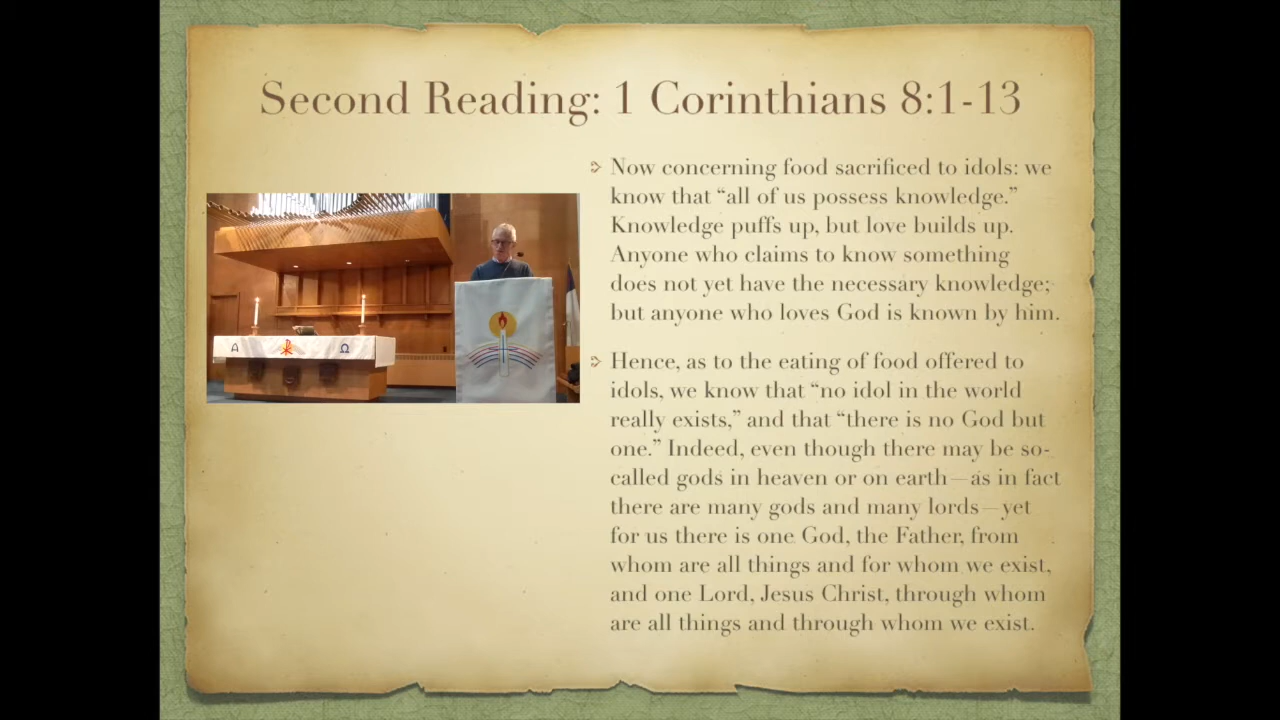 Second Reading: 1 Corinthians 8:1-13
Now concerning food sacrificed to idols: we
know that “all of us possess knowledge.”
Knowledge puffs up, but love builds up.
Anyone who claims to know something
does not yet have the necessary knowledge;
but anyone who loves God is known by him.
Hence, as to the eating of food offered to
idols, we know that “no idol in the world
really exists,” and that “there is no God but
one.” Indeed, even though there may be so-
called gods in heaven or on earth—as in fact
there are many gods and many lords—yet
for us there is one God, the Father, from
whom are all things and for whom we exist,
and one Lord, Jesus Christ, through whom
are all things and through whom we exist.
Α Ω